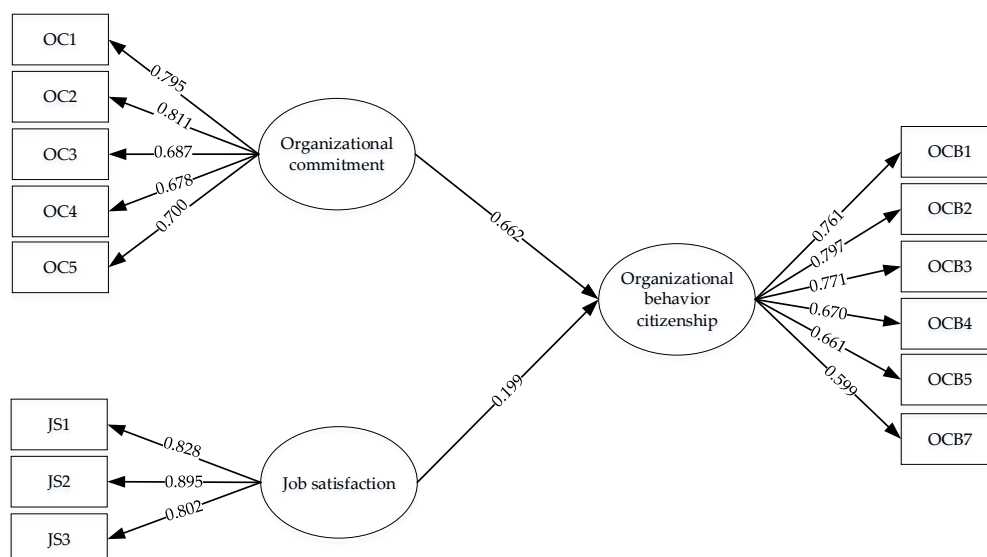 OC1
OC2
OC3
OC4
OC5
0.795
0.811
0.687
0.678
0.700
Organizational
commitment
0.662
JS1
JS2
JS3
0.828
0.895
0.802
Job satisfaction
0.199
Organizational
behavior
citizenship
0.761
0.797
0.771
0.670
0.661
0.599
OCB1
OCB2
OCB3
OCB4
OCB5
OCB7